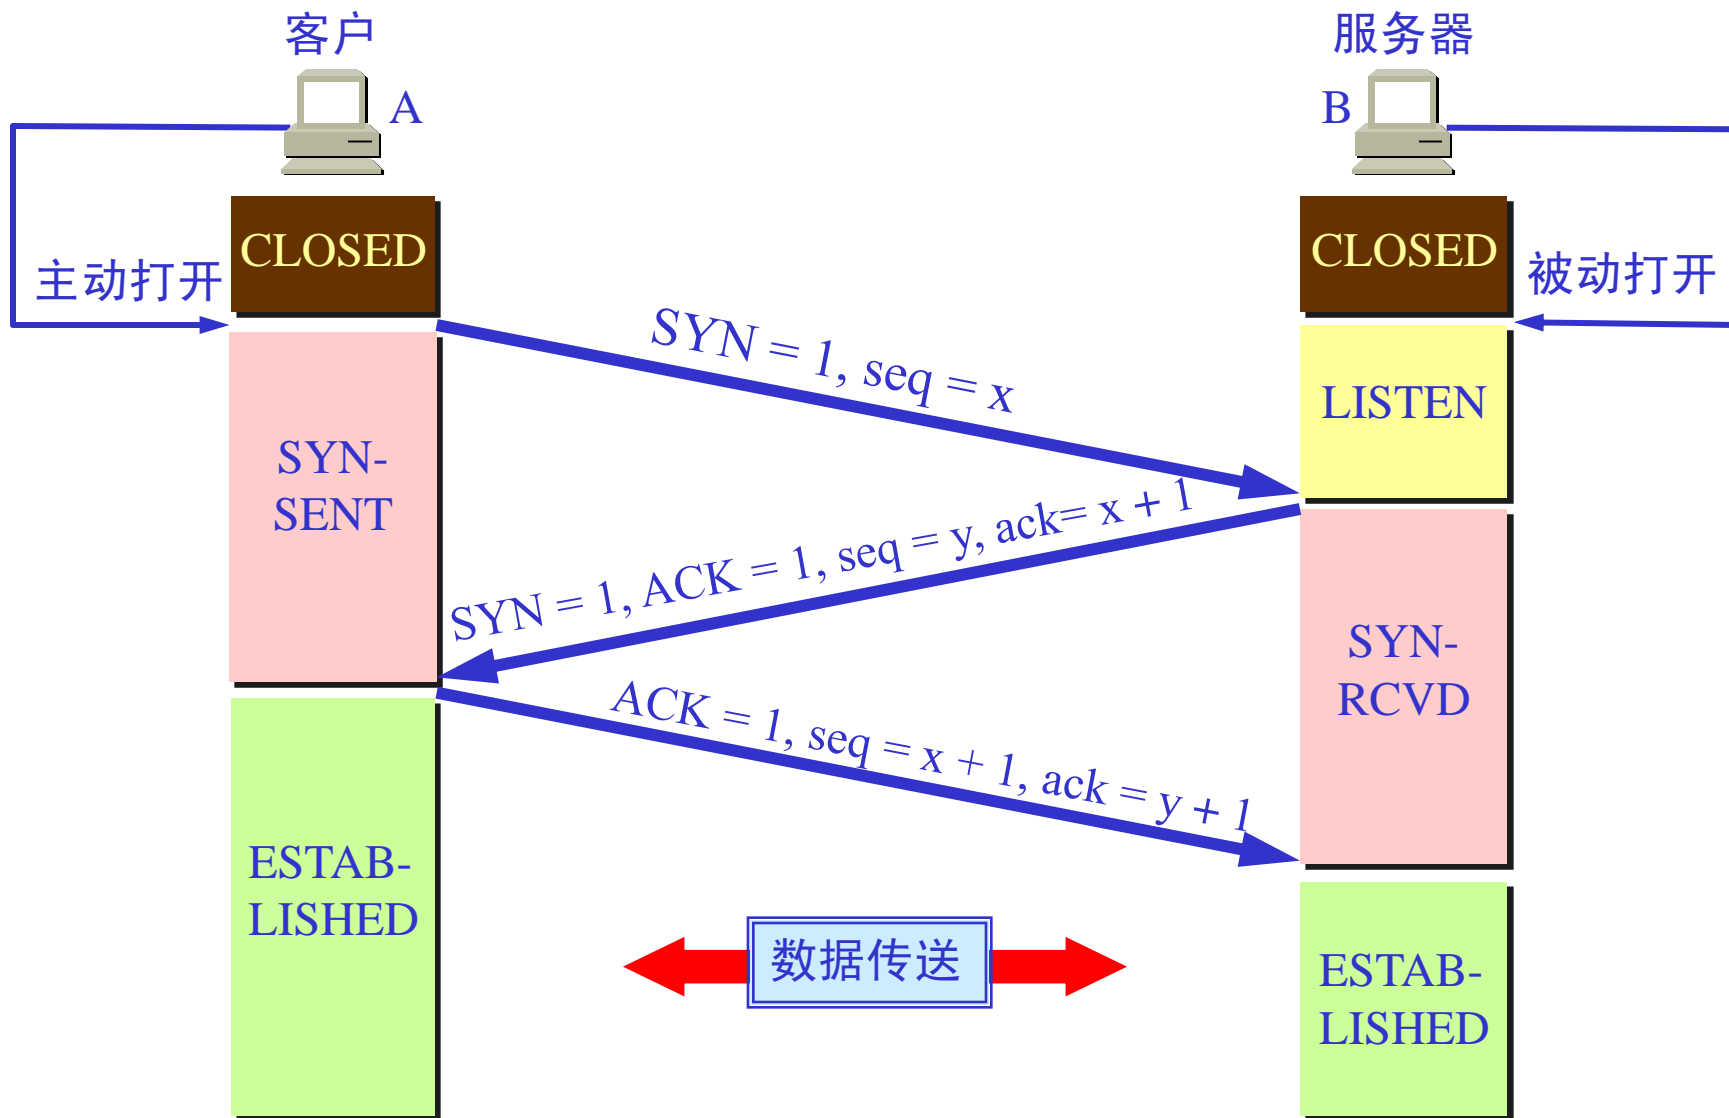 客户
服务器
A
B
CLOSED
CLOSED
主动打开
被动打开
SYN = 1, seq = x
LISTEN
SYN-
SENT
SYN = 1, ACK = 1, seq = y, ack= x + 1
SYN-
RCVD
ACK = 1, seq = x + 1, ack = y + 1
ESTAB-
LISHED
数据传送
ESTAB-
LISHED